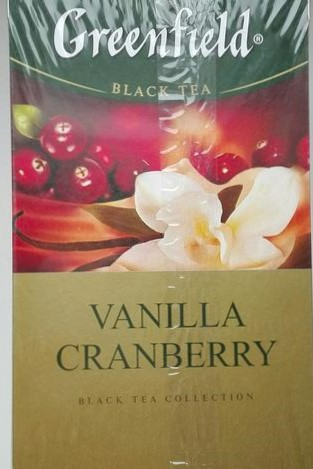 Greenfield®
BLACK TEA
VANILLA
CRANBERRY
BLACK TEA COLLECTION